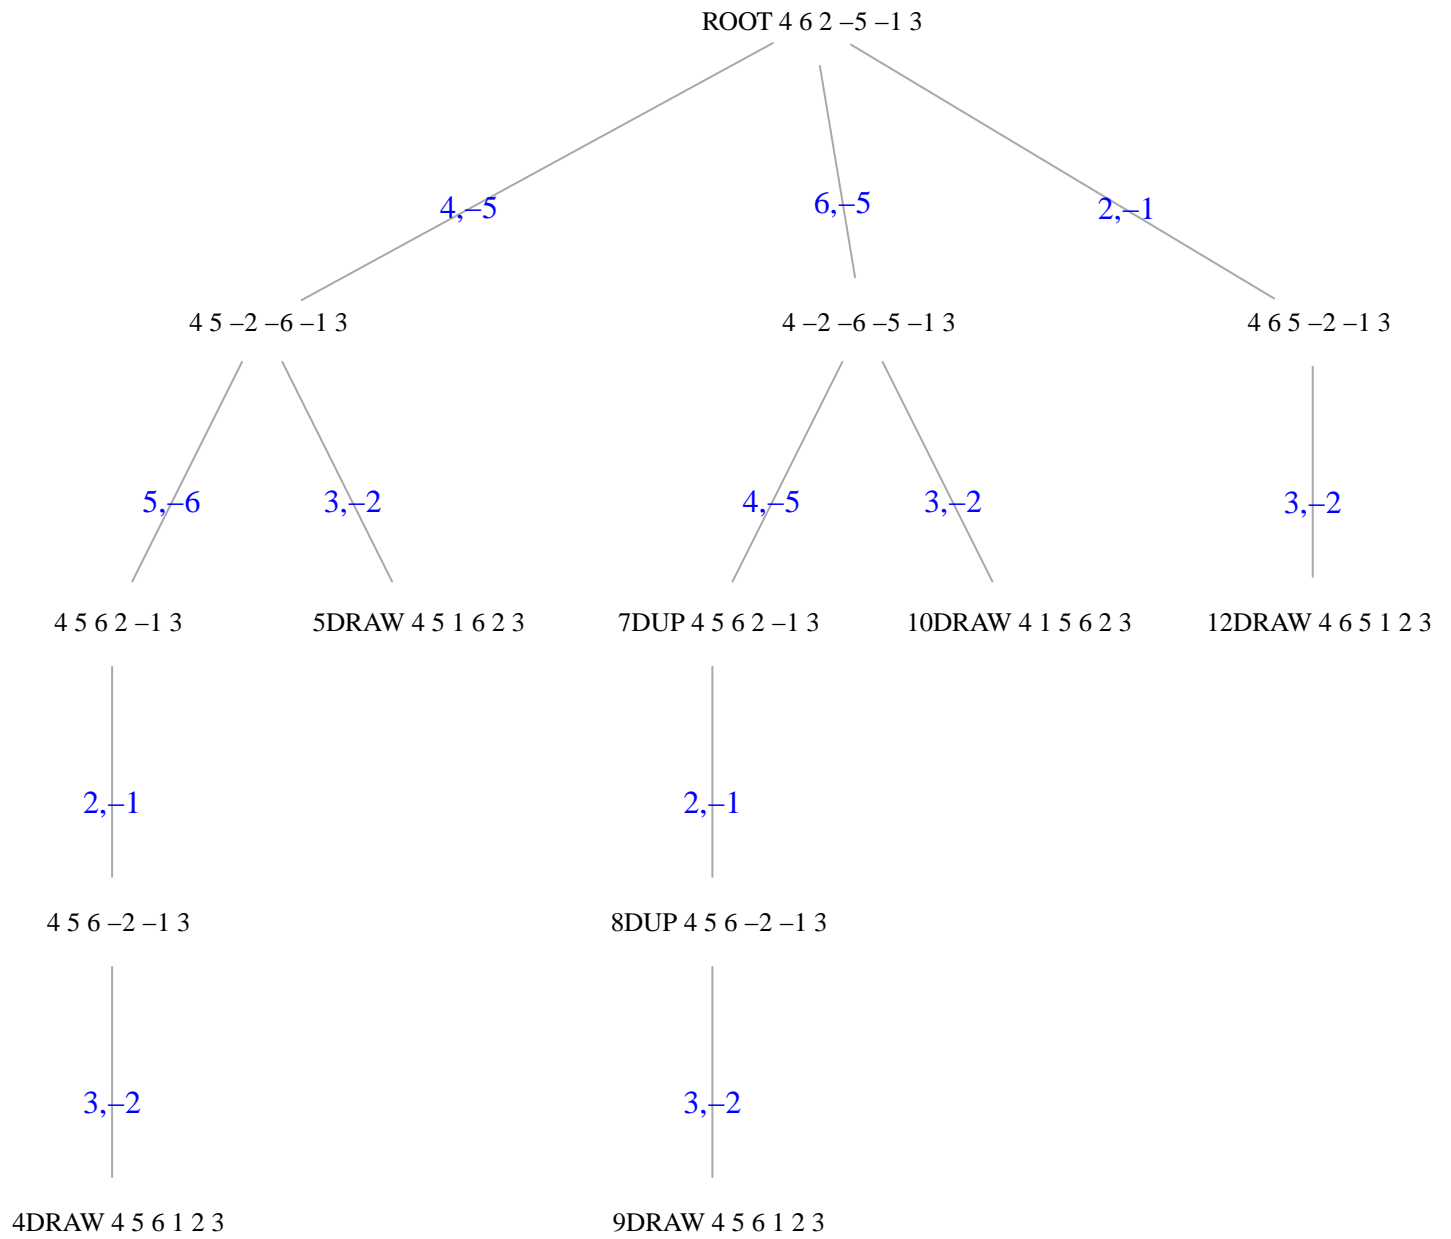 ROOT 4 6 2 –5 –1 3
4,–5
6,–5
2,–1
4 5 –2 –6 –1 3
4 –2 –6 –5 –1 3
4 6 5 –2 –1 3
5,–6
3,–2
4,–5
3,–2
3,–2
4 5 6 2 –1 3
5DRAW 4 5 1 6 2 3
7DUP 4 5 6 2 –1 3
10DRAW 4 1 5 6 2 3
12DRAW 4 6 5 1 2 3
2,–1
2,–1
4 5 6 –2 –1 3
8DUP 4 5 6 –2 –1 3
3,–2
3,–2
4DRAW 4 5 6 1 2 3
9DRAW 4 5 6 1 2 3